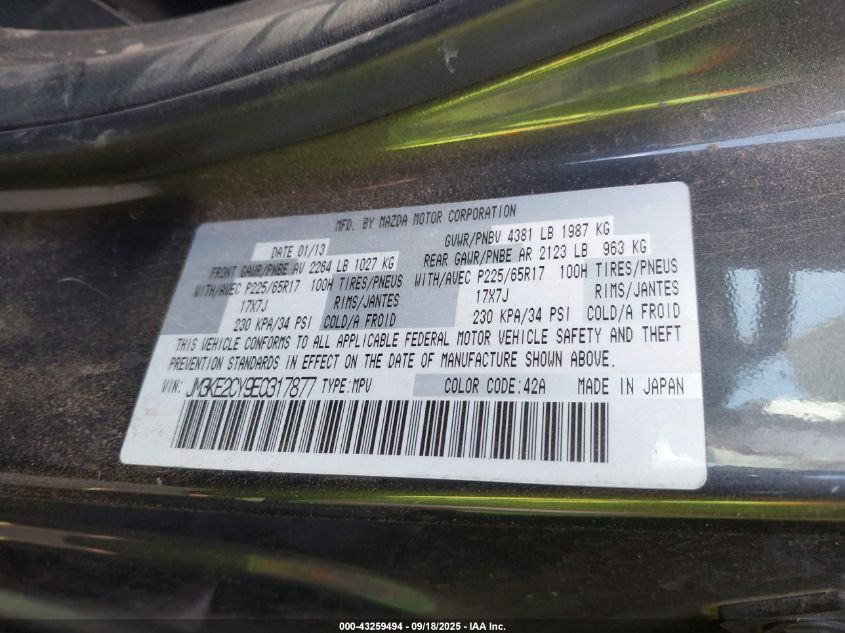 MFD. BY MAZDA MOTOR CORPORATION
DATE 01/13 GVWR/PNBV 4381 LB 1987 KG
FRONT GAWR/PNBE AV 2264 LB 1027 KG REAR GAWR/PNBE AR 2123 LB 963 KG
WITH/AVEC P225/65R17 100H TIRES/PNEUS WITH/AVEC P225/65R17 100H TIRES/PNEUS
17X7J RIMS/JANTES 17X7J RIMS/JANTES
230 KPA/34 PSI COLD/A FROID 230 KPA/34 PSI COLD/A FROID
THIS VEHICLE CONFORMS TO ALL APPLICABLE FEDERAL MOTOR VEHICLE SAFETY AND THEFT
PREVENTION STANDARDS IN EFFECT ON THE DATE OF MANUFACTURE SHOWN ABOVE.
VIN: JM3KE2CY9E0317877 TYPE:MPV COLOR CODE:42A MADE IN JAPAN
000-43259494 - 09/18/2025 - IAA Inc.